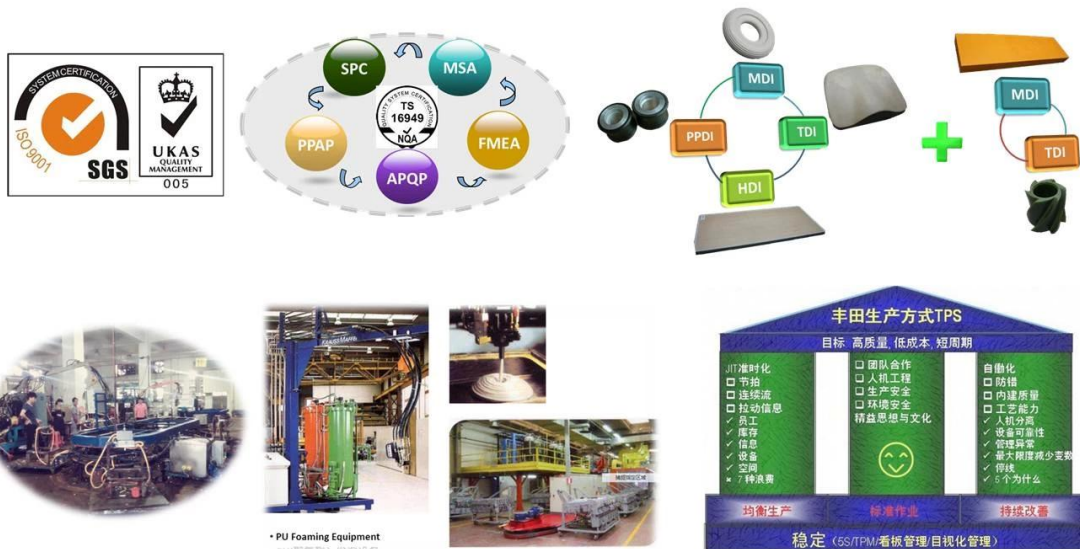 SYSTEM CERTIFICATION
ISO 9001
SGS
UKAS
QUALITY
MANAGEMENT
005
SPC
MSA
PPAP
FMEA
APQP
QUALITY SYSTEM CERTIFICATION
TS
16949
NQA
MDI
PPDI
TDI
HDI
MDI
TDI
• PU Foaming Equipment
丰田生产方式TPS
目标 高质量,低成本,短周期
JIT准时化
□ 节拍
□ 连续流
□ 拉动信息
✓ 员工
✓ 库存
✓ 信息
✓ 设备
✓ 空间
× 7种浪费
□ 团队合作
□ 人机工程
□ 生产安全
□ 环境安全
精益思想与文化
自働化
□ 防错
□ 内建质量
□ 工艺能力
✓ 人机分离
✓ 设备可靠性
✓ 管理异常
✓ 最大限度减少变数
✓ 停线
✓ 5个为什么
均衡生产
标准作业
持续改善
稳定(5S/TPM/看板管理/目视化管理)